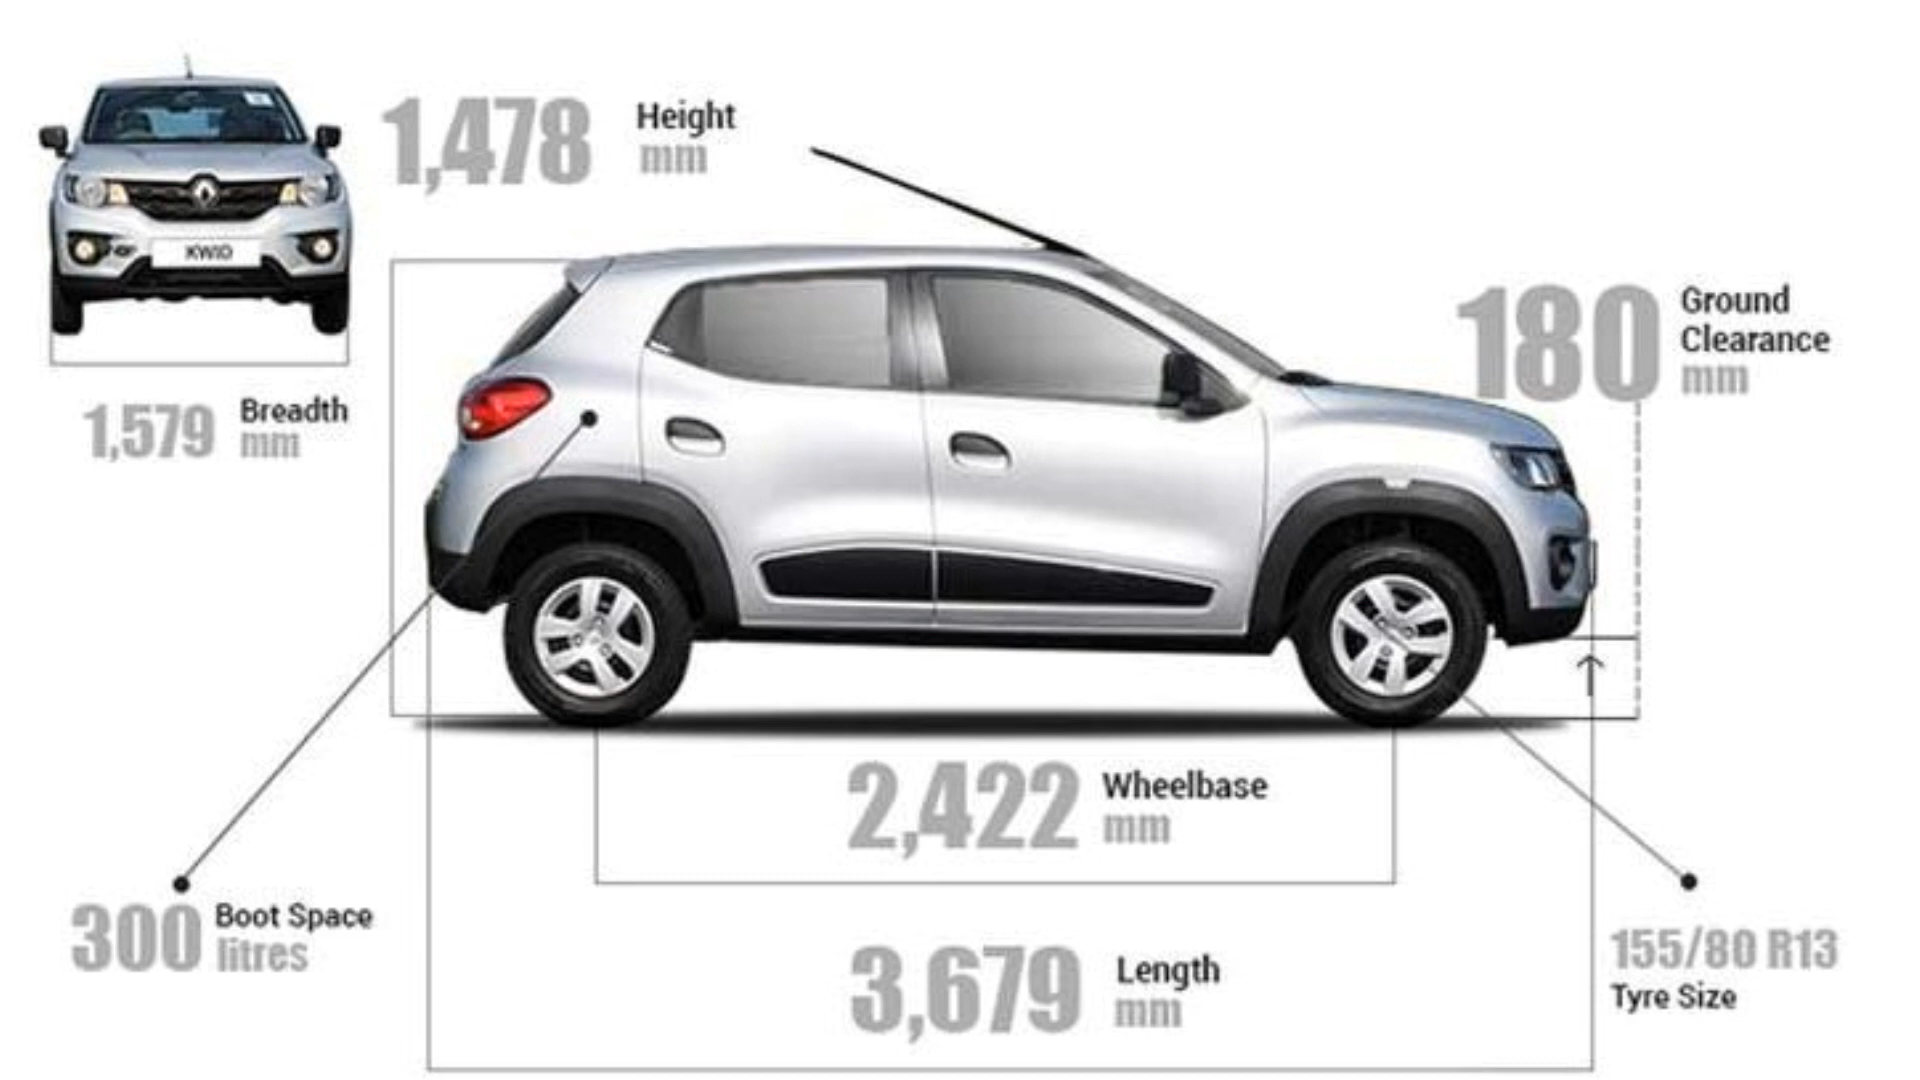 1,478 Height
mm
KWID
1,579 Breadth
mm
180 Ground
Clearance
mm
2,422 Wheelbase
mm
300 Boot Space
litres
3,679 Length
mm
155/80 R13
Tyre Size